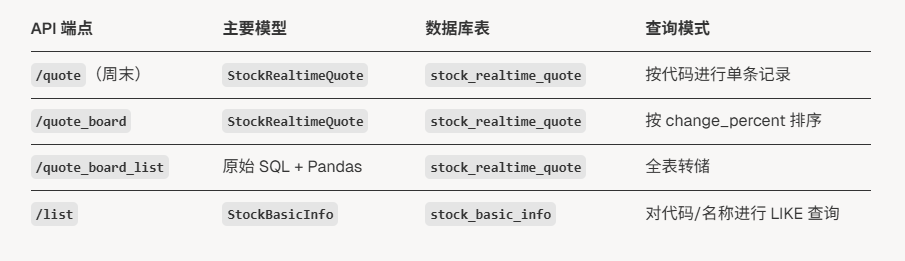 API 端点 主要模型 数据库表 查询模式
/quote（周末） StockRealtimeQuote stock_realtime_quote 按代码进行单条记录
/quote_board StockRealtimeQuote stock_realtime_quote 按 change_percent 排序
/quote_board_list 原始 SQL + Pandas stock_realtime_quote 全表转储
/list StockBasicInfo stock_basic_info 对代码/名称进行 LIKE 查询